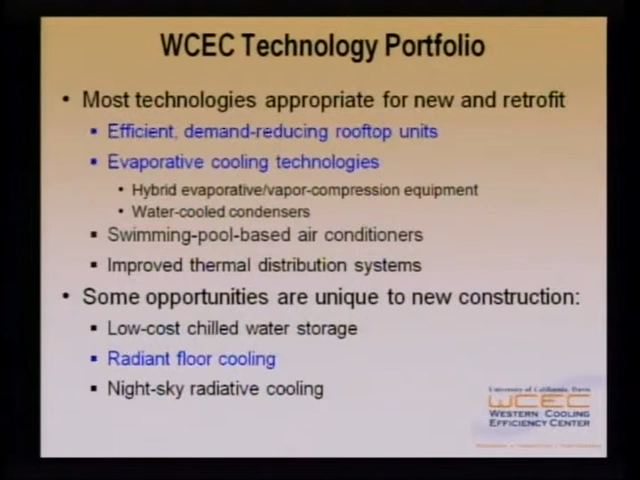 WCEC Technology Portfolio
• Most technologies appropriate for new and retrofit
▪ Efficient, demand-reducing rooftop units
▪ Evaporative cooling technologies
• Hybrid evaporative/vapor-compression equipment
• Water-cooled condensers
▪ Swimming-pool-based air conditioners
▪ Improved thermal distribution systems
• Some opportunities are unique to new construction:
▪ Low-cost chilled water storage
▪ Radiant floor cooling
▪ Night-sky radiative cooling
University of California, Davis
WCEC
WESTERN COOLING
EFFICIENCY CENTER